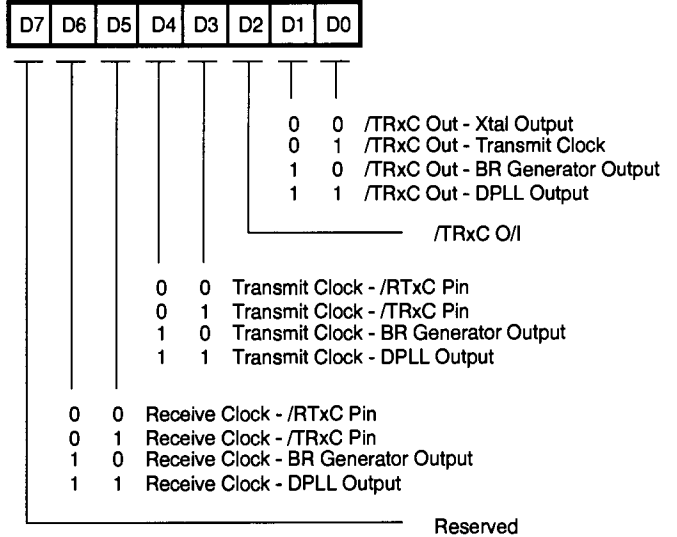 D7 D6 D5 D4 D3 D2 D1 D0
0 0 /TRxC Out - Xtal Output
0 1 /TRxC Out - Transmit Clock
1 0 /TRxC Out - BR Generator Output
1 1 /TRxC Out - DPLL Output
/TRxC O/I
0 0 Transmit Clock - /RTxC Pin
0 1 Transmit Clock - /TRxC Pin
1 0 Transmit Clock - BR Generator Output
1 1 Transmit Clock - DPLL Output
0 0 Receive Clock - /RTxC Pin
0 1 Receive Clock - /TRxC Pin
1 0 Receive Clock - BR Generator Output
1 1 Receive Clock - DPLL Output
Reserved